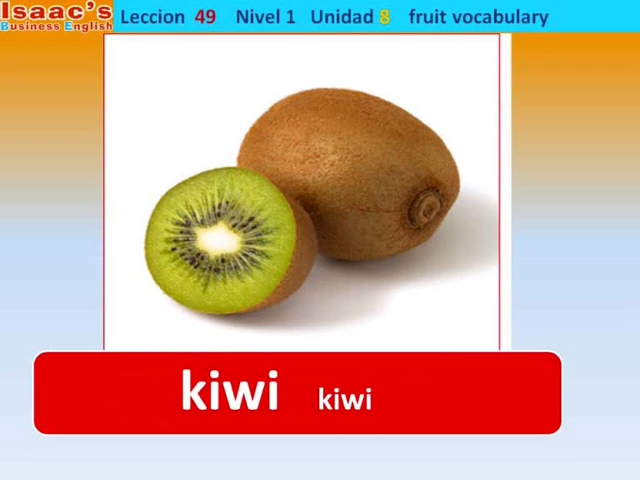 Isaac's
Business English
Leccion 49 Nivel 1 Unidad 8 fruit vocabulary
kiwi kiwi